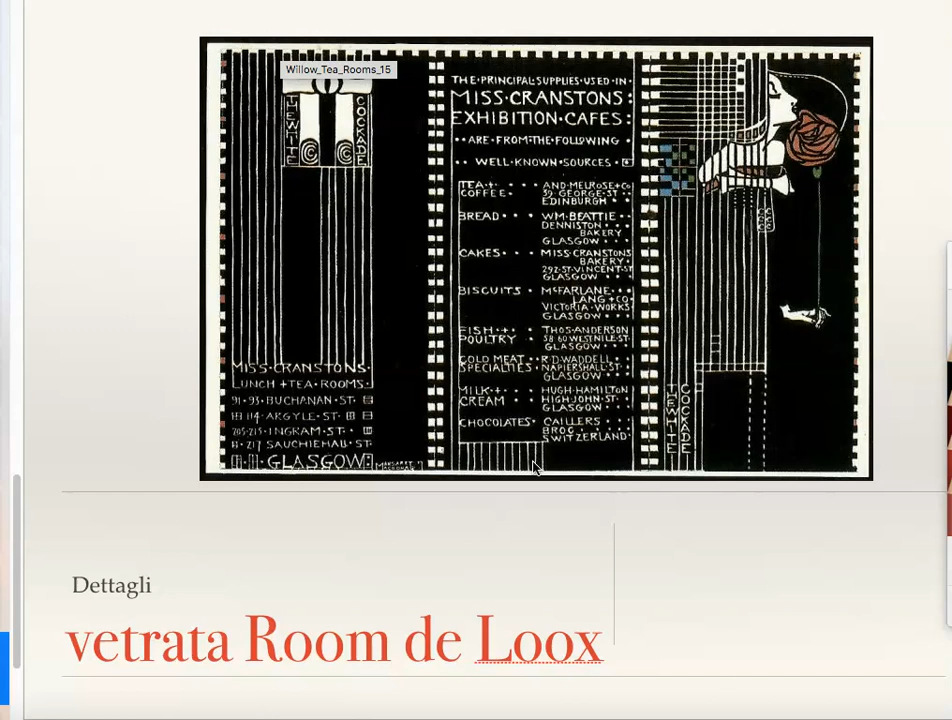 Willow_Tea_Rooms_15
THE WHITE
COCKADE
MISS·CRANSTONS·
LUNCH+TEA·ROOMS·
91·93·BUCHANAN·ST·
114·ARGYLE·ST·
205·215·INGRAM·ST··
217 SAUCHIEHALL·ST·
GLASGOW:
MARGARET
MACDONALD
THE·PRINCIPAL·SUPPLIES·USED·IN·
MISS·CRANSTONS:
EXHIBITION·CAFES:
··ARE·FROM:THE·FOLLOWING·
··WELL·KNOWN·SOURCES·
TEA·+····AND·MELROSE+Co
COFFEE···39·GEORGE·ST··
EDINBURGH··
BREAD···WM·BEATTIE··
DENNISTON···
BAKERY
GLASGOW···
CAKES···MISS·CRANSTONS
BAKERY·
292·ST·VINCENT·ST
GLASGOW···
BISCUITS·McFARLANE··
LANG+CO·
VICTORIA·WORKS·
GLASGOW···
FISH·+··THOS·ANDERSON
POULTRY·58·60 WEST NILE·ST·
GLASGOW···
COLD MEAT··R·D·WADDELL·
SPECIALTIES·NAPIERSHALL·ST·
GLASGOW···
MILK·+··HUGH·HAMILTON
CREAM··HIGH·JOHN·ST·
GLASGOW···
CHOCOLATES·CAILLERS
BROC···
SWITZERLAND·
THE WHITE
COCKADE
Dettagli
vetrata Room de Loox